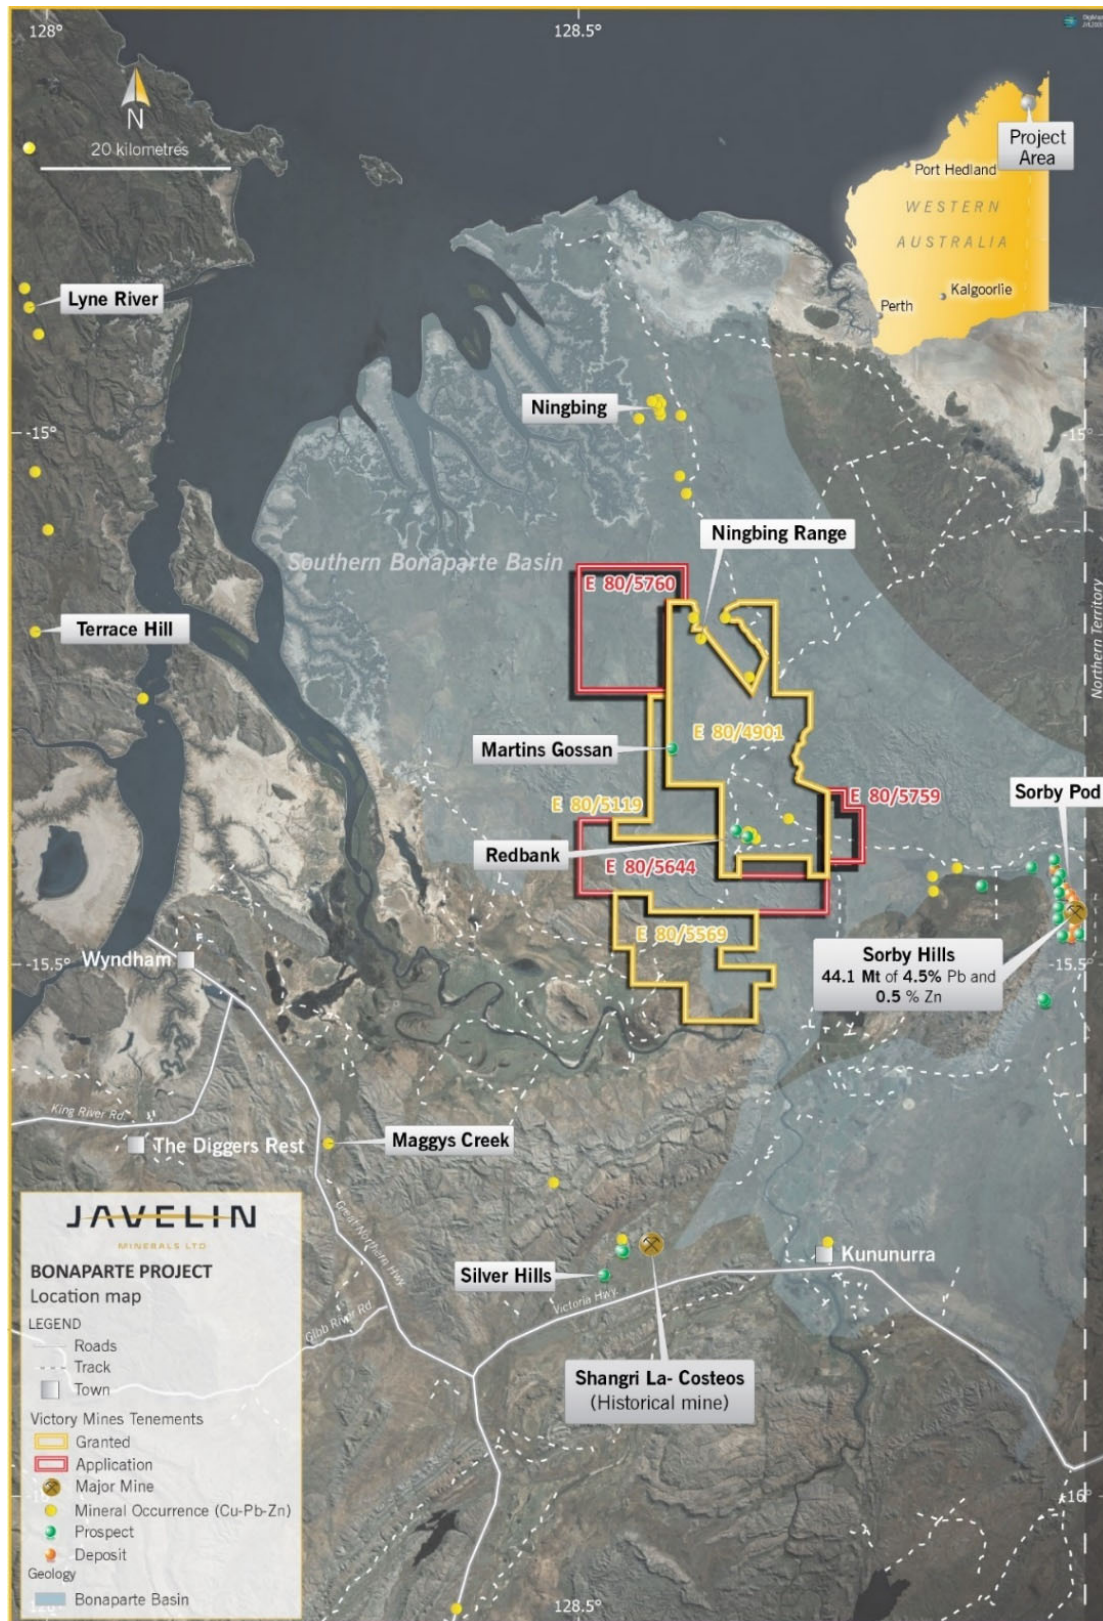 128°
128.5°
N
20 kilometres
Project
Area
Port Hedland
WESTERN
AUSTRALIA
Kalgoorlie
Perth
Lyne River
Ningbing
-15°
-15°
Ningbing Range
Southern Bonaparte Basin
E 80/5760
Northern Territory
Terrace Hill
E 80/4901
Martins Gossan
E 80/5119
E 80/5759
Sorby Pod
Redbank
E 80/5644
E 80/5569
Wyndham
-15.5°
Sorby Hills
44.1 Mt of 4.5% Pb and
0.5 % Zn
-15.5°
King River Rd.
The Diggers Rest
Maggys Creek
Great Northern Hwy
Kununurra
Silver Hills
Victoria Hwy
Gibb River Rd.
Shangri La- Costeos
(Historical mine)
JAVELIN
MINERALS LTD
BONAPARTE PROJECT
Location map
LEGEND
Roads
Track
Town
Victory Mines Tenements
Granted
Application
Major Mine
Mineral Occurrence (Cu-Pb-Zn)
Prospect
Deposit
Geology
Bonaparte Basin
-16°
128.5°